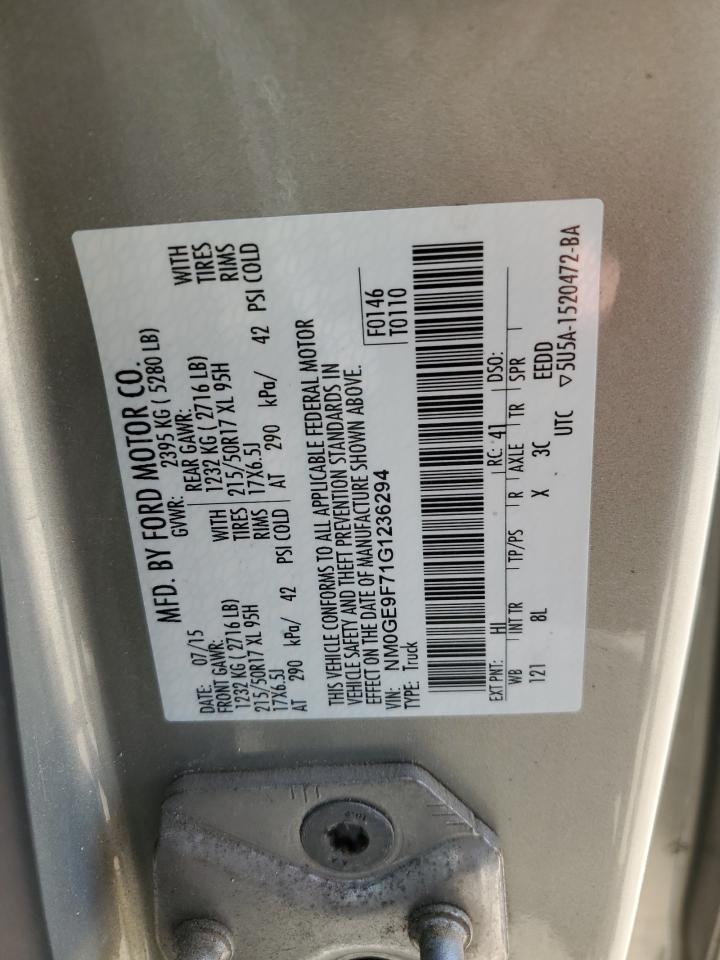 MFD. BY FORD MOTOR CO.
DATE: 07/15 GVWR: 2395 KG ( 5280 LB)
FRONT GAWR: REAR GAWR:
1232 KG ( 2716 LB) WITH 1232 KG ( 2716 LB) WITH
215/50R17 XL 95H TIRES 215/50R17 XL 95H TIRES
17X6.5J RIMS 17X6.5J RIMS
AT 290 kPa/ 42 PSI COLD AT 290 kPa/ 42 PSI COLD
THIS VEHICLE CONFORMS TO ALL APPLICABLE FEDERAL MOTOR
VEHICLE SAFETY AND THEFT PREVENTION STANDARDS IN
EFFECT ON THE DATE OF MANUFACTURE SHOWN ABOVE.
VIN: NM0GE9F71G1236294 F0146
TYPE: Truck T0110
EXT PNT: HL RC: 41 DSO:
WB INT TR TP/PS R AXLE TR SPR
121 8L X 3C EEDD
UTC ▽5U5A-1520472-BA